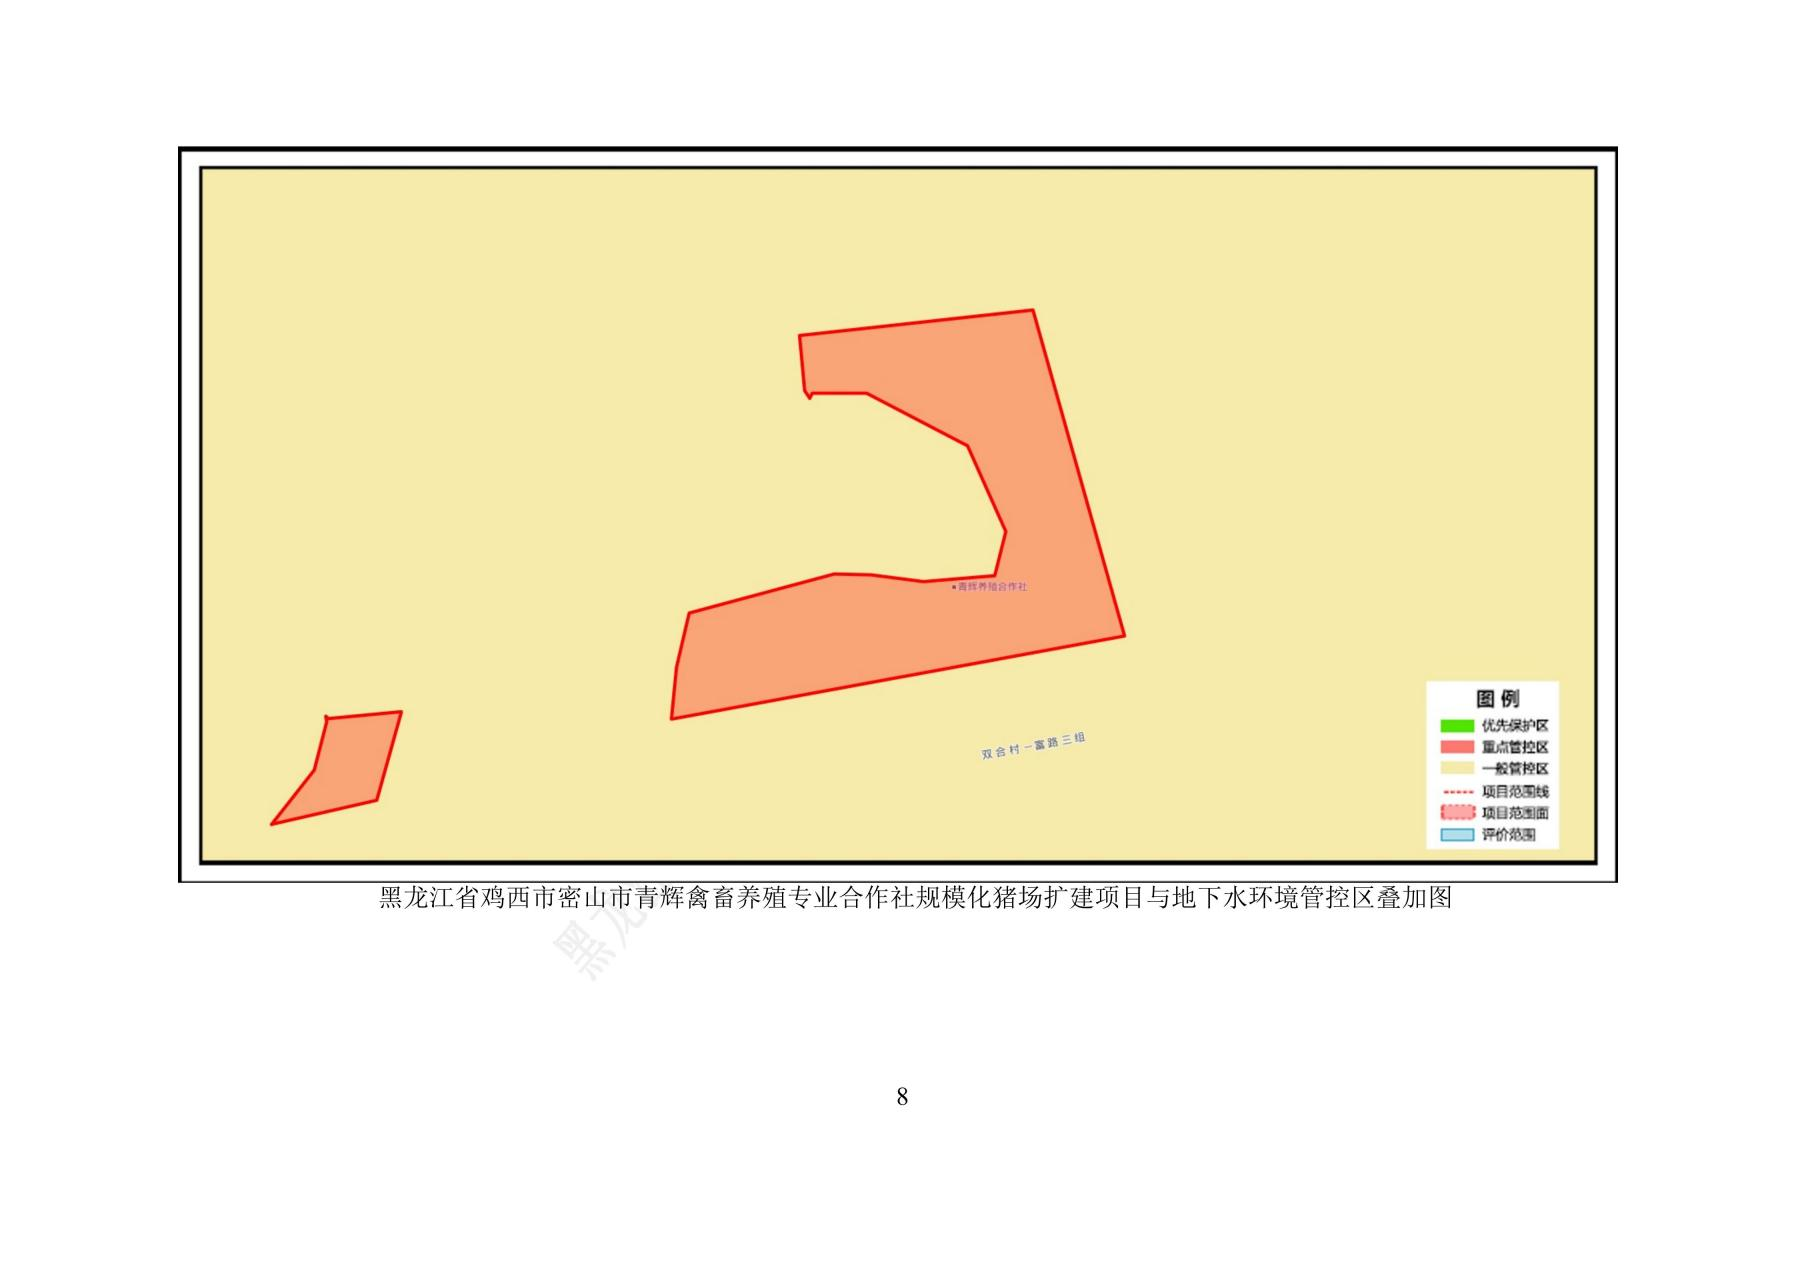 青辉养殖合作社
双合村一富路三组
图例
优先保护区
重点管控区
一般管控区
项目范围线
项目范围面
评价范围
黑龙江省鸡西市密山市青辉禽畜养殖专业合作社规模化猪场扩建项目与地下水环境管控区叠加图
黑龙
8